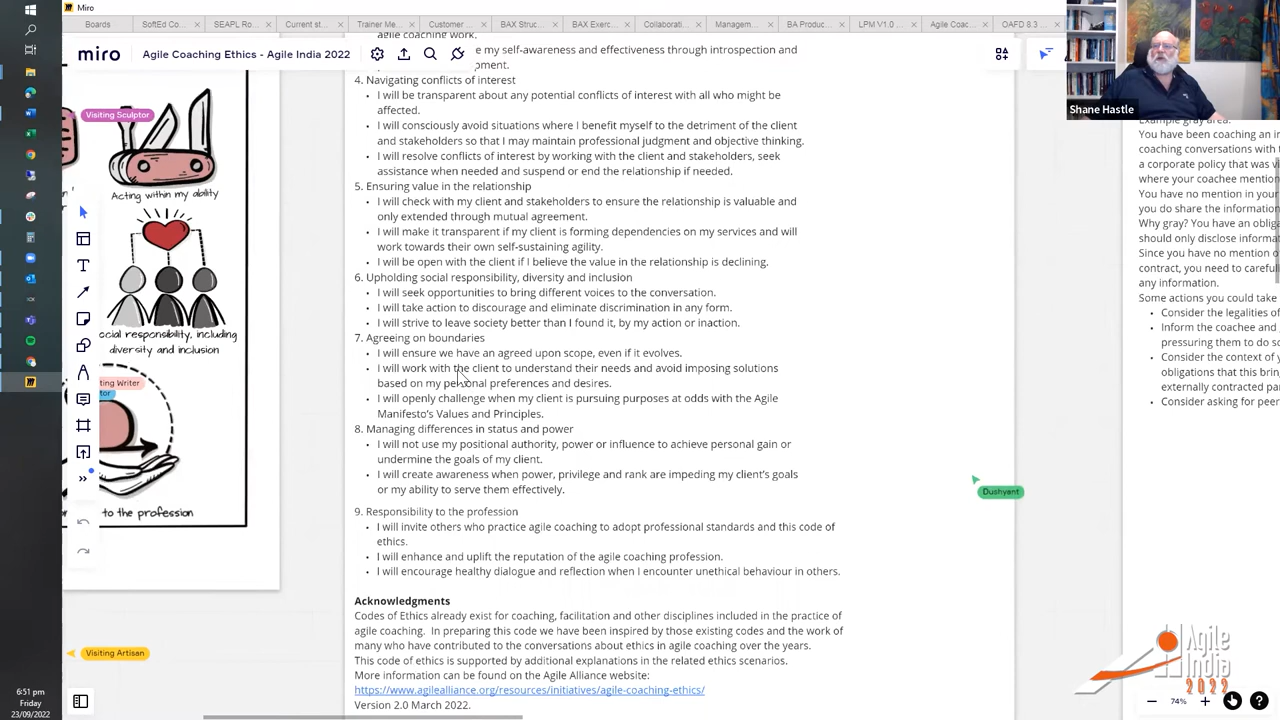 Miro
Boards
SoftEd Co...
SEAPL Ro...
Current st...
Trainer Me...
Customer ...
BAX Struc...
BAX Exerc...
Collaborati...
Managem...
BA Produc...
LPM V1.0 ...
Agile Coac...
OAFD 8.3 ...
miro
Agile Coaching Ethics - Agile India 2022
agile coaching work.
e my self-awareness and effectiveness through introspection and
pment.
4. Navigating conflicts of interest
• I will be transparent about any potential conflicts of interest with all who might be
affected.
• I will consciously avoid situations where I benefit myself to the detriment of the client
and stakeholders so that I may maintain professional judgment and objective thinking.
• I will resolve conflicts of interest by working with the client and stakeholders, seek
assistance when needed and suspend or end the relationship if needed.
5. Ensuring value in the relationship
• I will check with my client and stakeholders to ensure the relationship is valuable and
only extended through mutual agreement.
• I will make it transparent if my client is forming dependencies on my services and will
work towards their own self-sustaining agility.
• I will be open with the client if I believe the value in the relationship is declining.
6. Upholding social responsibility, diversity and inclusion
• I will seek opportunities to bring different voices to the conversation.
• I will take action to discourage and eliminate discrimination in any form.
• I will strive to leave society better than I found it, by my action or inaction.
7. Agreeing on boundaries
• I will ensure we have an agreed upon scope, even if it evolves.
• I will work with the client to understand their needs and avoid imposing solutions
based on my personal preferences and desires.
• I will openly challenge when my client is pursuing purposes at odds with the Agile
Manifesto's Values and Principles.
8. Managing differences in status and power
• I will not use my positional authority, power or influence to achieve personal gain or
undermine the goals of my client.
• I will create awareness when power, privilege and rank are impeding my client's goals
or my ability to serve them effectively.
9. Responsibility to the profession
• I will invite others who practice agile coaching to adopt professional standards and this code of
ethics.
• I will enhance and uplift the reputation of the agile coaching profession.
• I will encourage healthy dialogue and reflection when I encounter unethical behaviour in others.
Acknowledgments
Codes of Ethics already exist for coaching, facilitation and other disciplines included in the practice of
agile coaching. In preparing this code we have been inspired by those existing codes and the work of
many who have contributed to the conversations about ethics in agile coaching over the years.
This code of ethics is supported by additional explanations in the related ethics scenarios.
More information can be found on the Agile Alliance website:
https://www.agilealliance.org/resources/initiatives/agile-coaching-ethics/
Version 2.0 March 2022.
Visiting Sculptor
Acting within my ability
cial responsibility, including
diversity and inclusion
ting Writer
tor
to the profession
Visiting Artisan
Dushyant
Shane Hastle
Example gray area:
You have been coaching an in
coaching conversations with t
a corporate policy that was vi
where your coachee mention
You have no mention in your
you do share the information
Why gray? You have an obliga
should only disclose informat
Since you have no mention o
contract, you need to carefull
any information.
Some actions you could take
• Consider the legalities of
• Inform the coachee and
pressuring them to do so
• Consider the context of y
obligations that this bring
externally contracted par
• Consider asking for peer
Agile
India
2022
74%
6:51 pm
Friday
23/09/2022